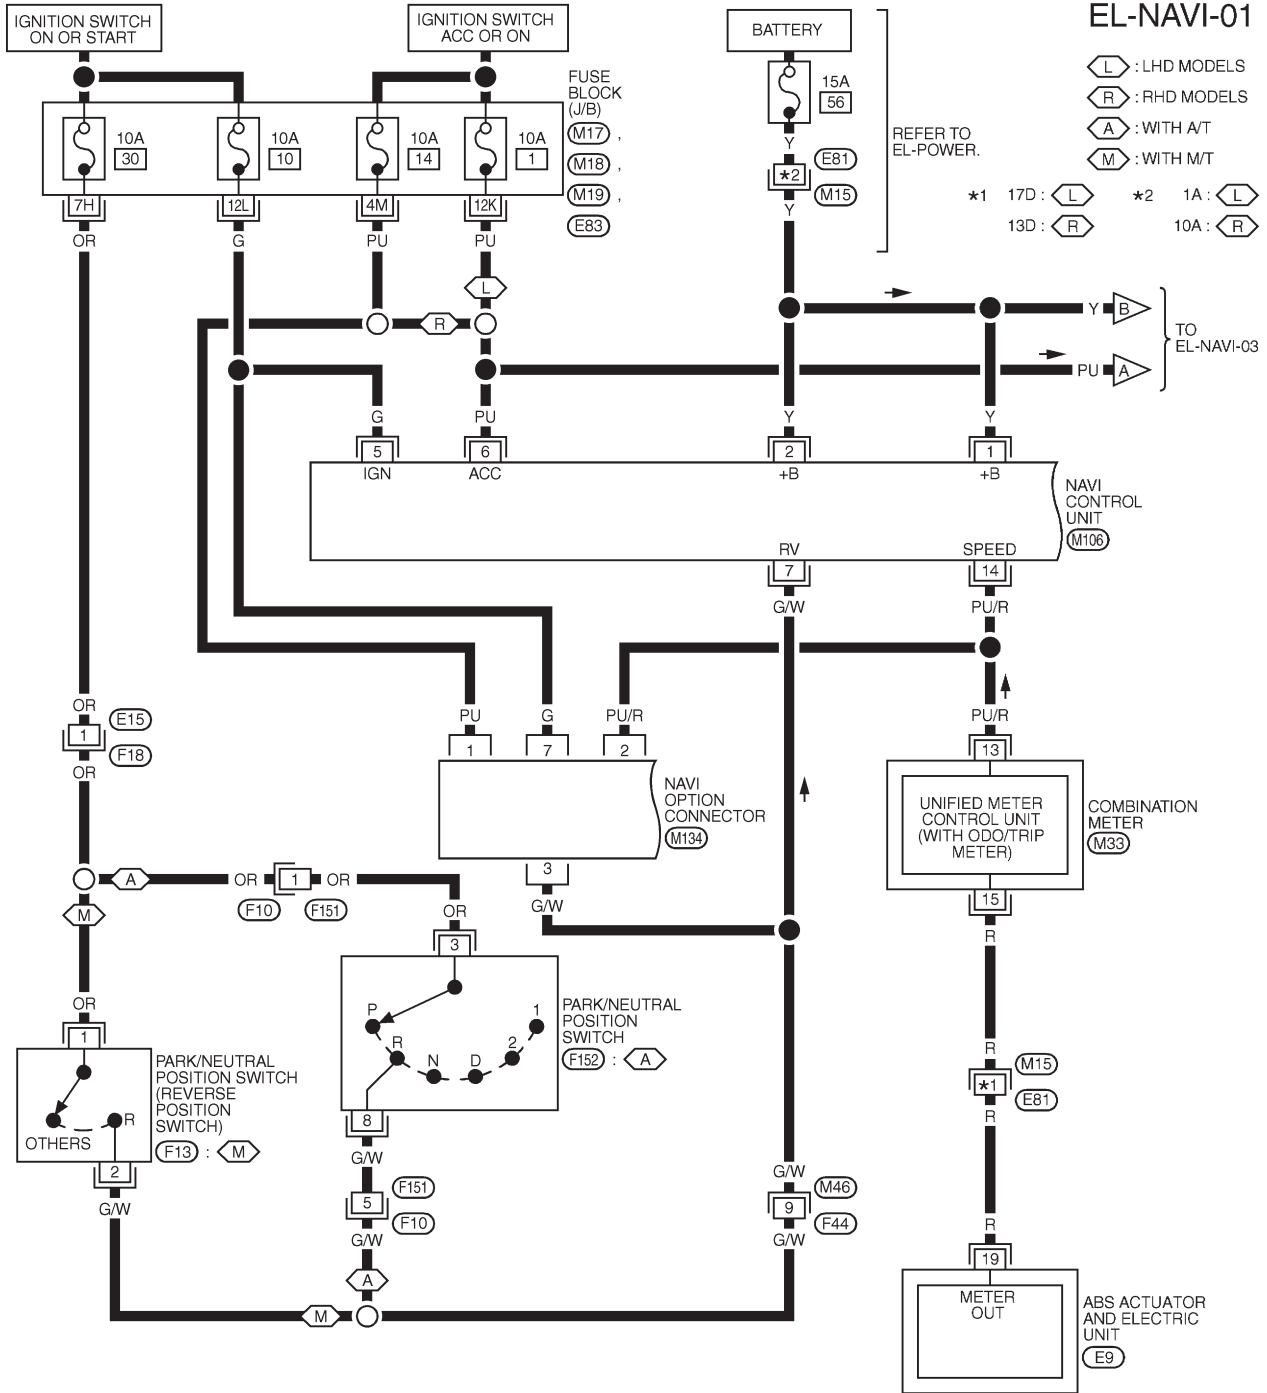 EL-NAVI-01
IGNITION SWITCH
ON OR START
IGNITION SWITCH
ACC OR ON
BATTERY
L : LHD MODELS
R : RHD MODELS
A : WITH A/T
M : WITH M/T
*1 17D : L
13D : R
*2 1A : L
10A : R
FUSE
BLOCK
(J/B)
M17 ,
M18 ,
M19 ,
E83
10A
30
10A
10
10A
14
10A
1
15A
56
REFER TO
EL-POWER.
Y
*2
E81
M15
Y
7H
12L
4M
12K
OR
G
PU
PU
L
R
Y B
PU A
TO
EL-NAVI-03
G
PU
Y
Y
5
6
2
1
IGN
ACC
+B
+B
NAVI
CONTROL
UNIT
M106
RV
SPEED
7
14
G/W
PU/R
OR
1
E15
F18
OR
PU
G
PU/R
PU/R
1
7
2
13
NAVI
OPTION
CONNECTOR
M134
UNIFIED METER
CONTROL UNIT
(WITH ODO/TRIP
METER)
COMBINATION
METER
M33
3
G/W
15
R
A
OR
1
OR
F10
F151
M
OR
3
OR
1
P
R
N
D
2
1
PARK/NEUTRAL
POSITION
SWITCH
F152 : A
PARK/NEUTRAL
POSITION SWITCH
(REVERSE
POSITION
SWITCH)
F13 : M
OTHERS
R
2
G/W
8
G/W
F151
5
F10
G/W
A
M
G/W
M46
9
F44
G/W
R
M15
*1
E81
R
R
19
METER
OUT
ABS ACTUATOR
AND ELECTRIC
UNIT
E9